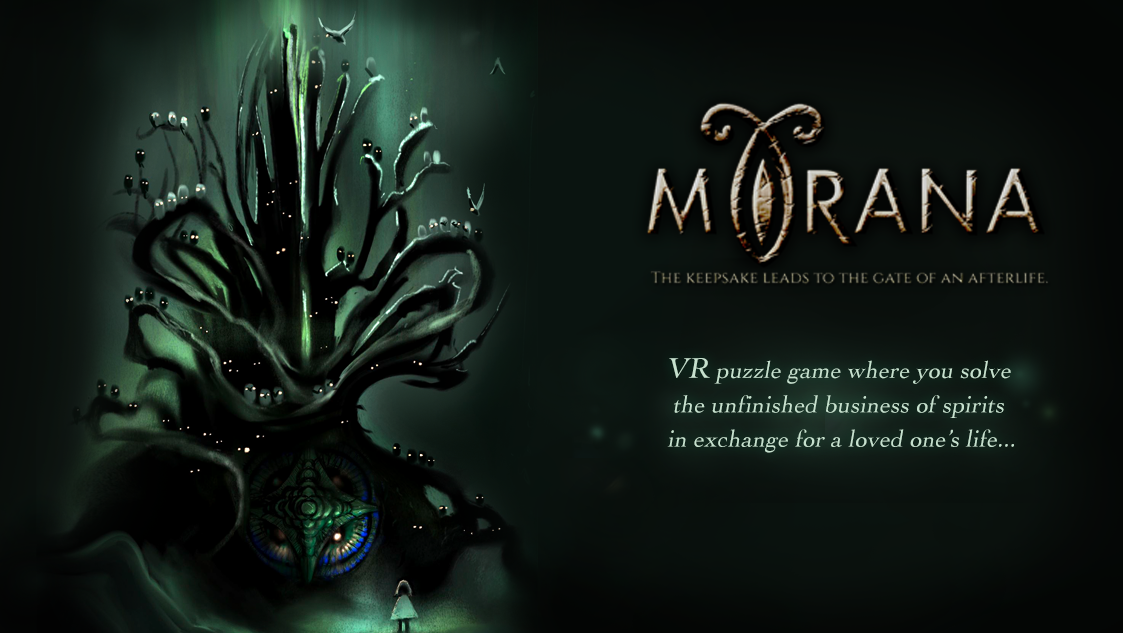 MORANA
THE KEEPSAKE LEADS TO THE GATE OF AN AFTERLIFE.
VR puzzle game where you solve
the unfinished business of spirits
in exchange for a loved one’s life...